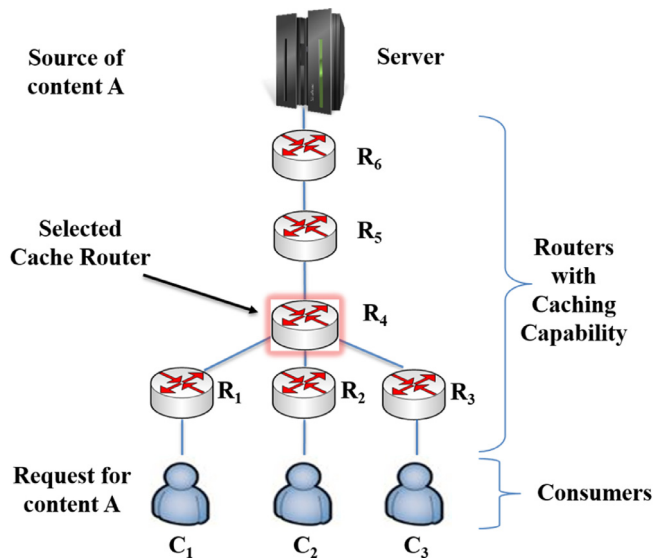 Source of
content A
Server
R6
R5
Selected
Cache Router
R4
Routers
with
Caching
Capability
R1
R2
R3
Request for
content A
Consumers
C1
C2
C3